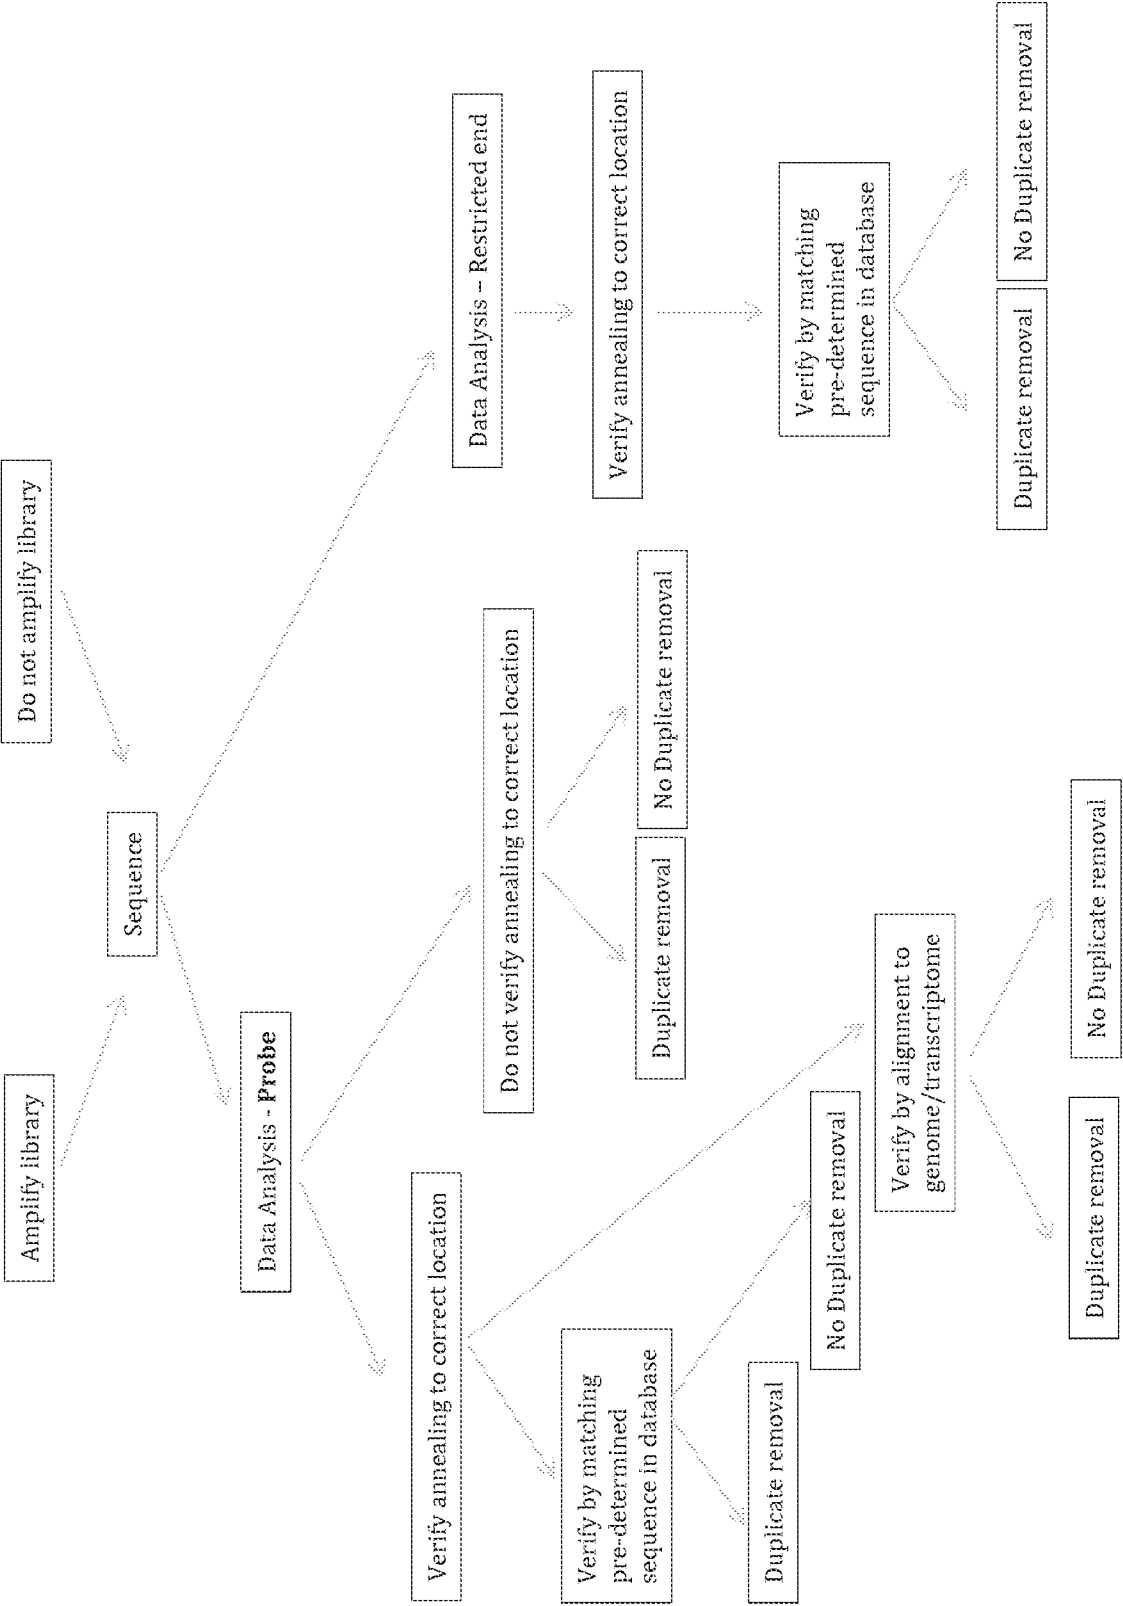 Amplify library
Do not amplify library
Sequence
Data Analysis - Probe
Data Analysis – Restricted end
Verify annealing to correct location
Do not verify annealing to correct location
Verify annealing to correct location
Verify by matching
pre-determined
sequence in database
Duplicate removal
No Duplicate removal
Verify by matching
pre-determined
sequence in database
Duplicate removal
No Duplicate removal
Verify by alignment to
genome/transcriptome
Duplicate removal
No Duplicate removal
Duplicate removal
No Duplicate removal